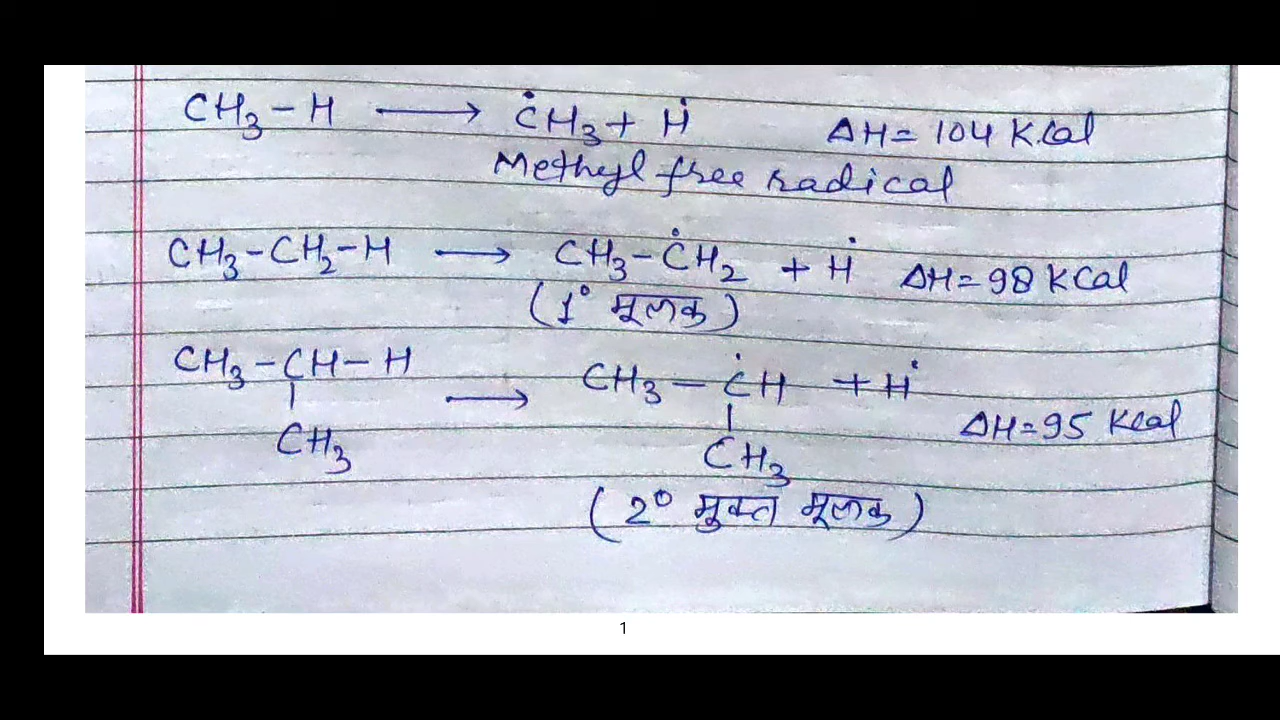 CH₃ – H ⟶ ĊH₃ + Ḣ ΔH = 104 K.Cal
Methyl free radical
CH₃–CH₂–H ⟶ CH₃–ĊH₂ + Ḣ ΔH = 98 KCal
(1° मूलक)
CH₃–CH–H ⟶ CH₃–ĊH + Ḣ ΔH = 95 Kcal
| |
CH₃ CH₃
(2° मुक्त मूलक)
1